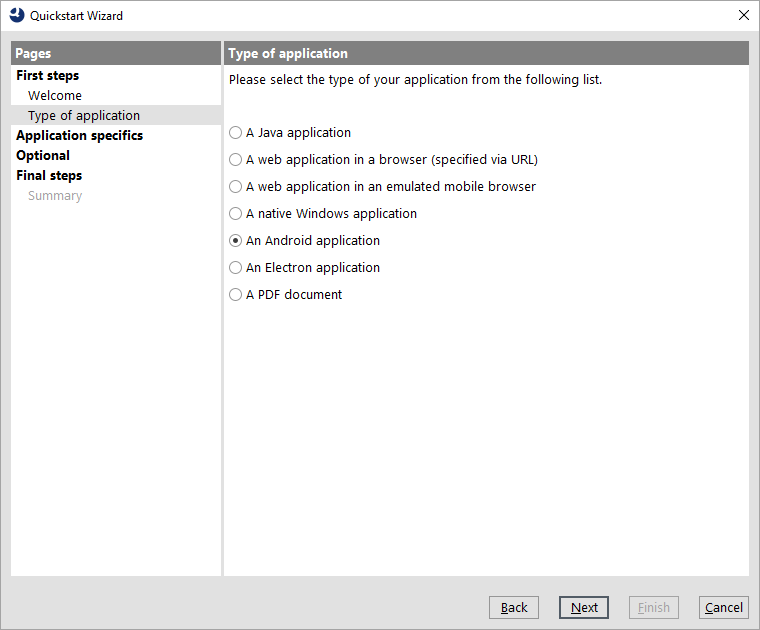 Quickstart Wizard
Pages
First steps
Welcome
Type of application
Application specifics
Optional
Final steps
Summary
Type of application
Please select the type of your application from the following list.
A Java application
A web application in a browser (specified via URL)
A web application in an emulated mobile browser
A native Windows application
An Android application
An Electron application
A PDF document
Back
Next
Finish
Cancel